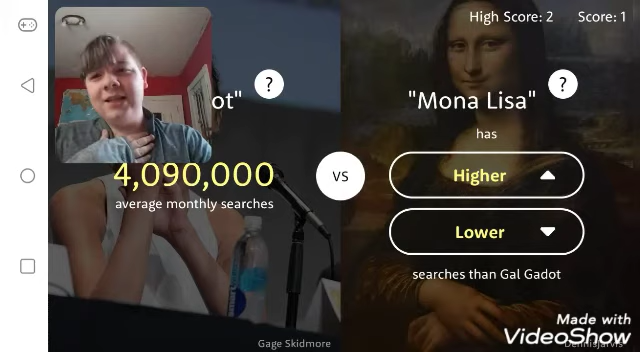 High Score: 2 Score: 1
ot" ?
4,090,000
average monthly searches
VS
"Mona Lisa" ?
has
Higher
Lower
searches than Gal Gadot
Gage Skidmore
Made with
VideoShow